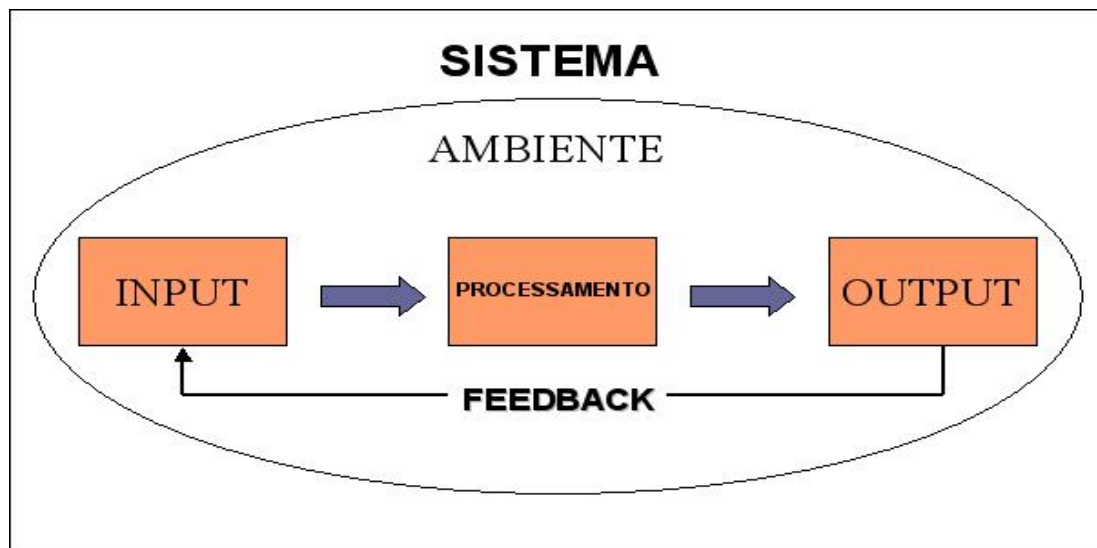 SISTEMA
AMBIENTE
INPUT
PROCESSAMENTO
OUTPUT
FEEDBACK